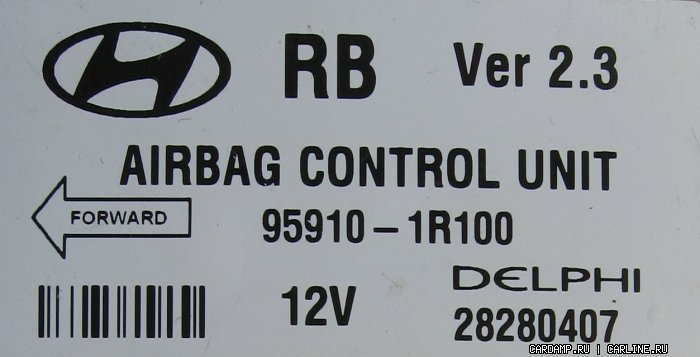 RB Ver 2.3
AIRBAG CONTROL UNIT
FORWARD
95910-1R100
12V
DELPHI
28280407
CARDAMP.RU | CARLINE.RU